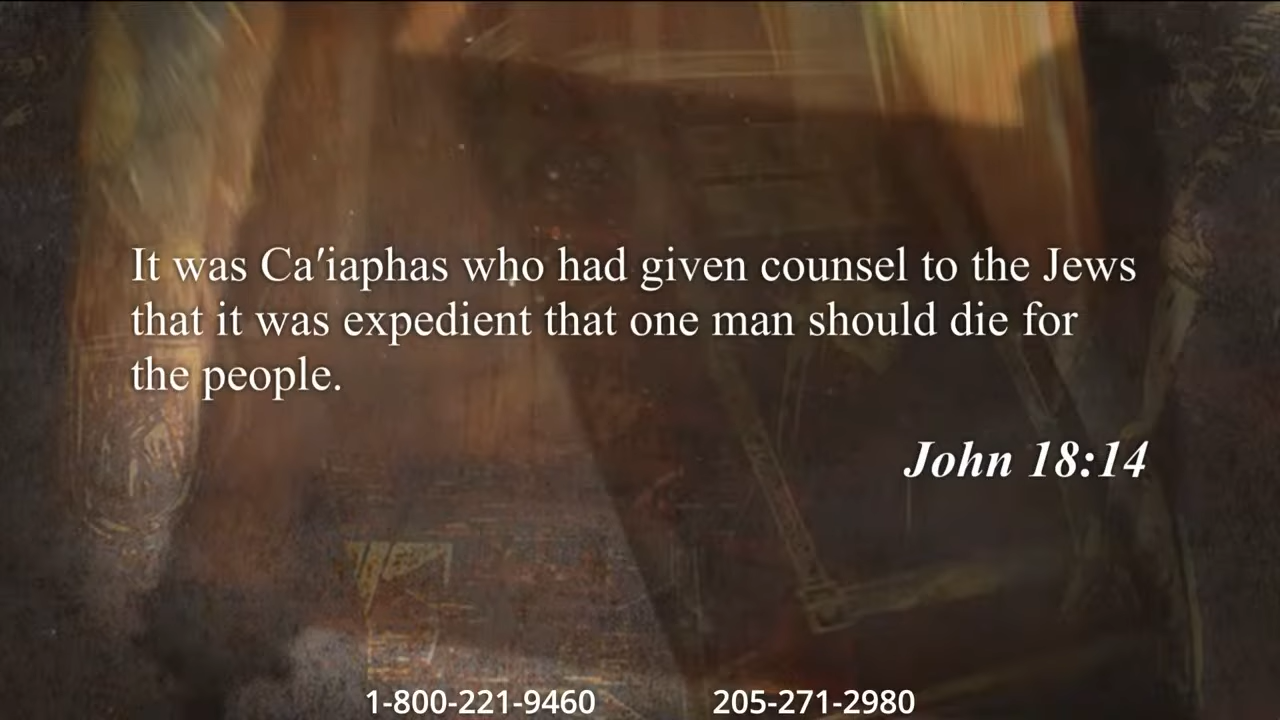 It was Ca′iaphas who had given counsel to the Jews
that it was expedient that one man should die for
the people.
John 18:14
1-800-221-9460 205-271-2980